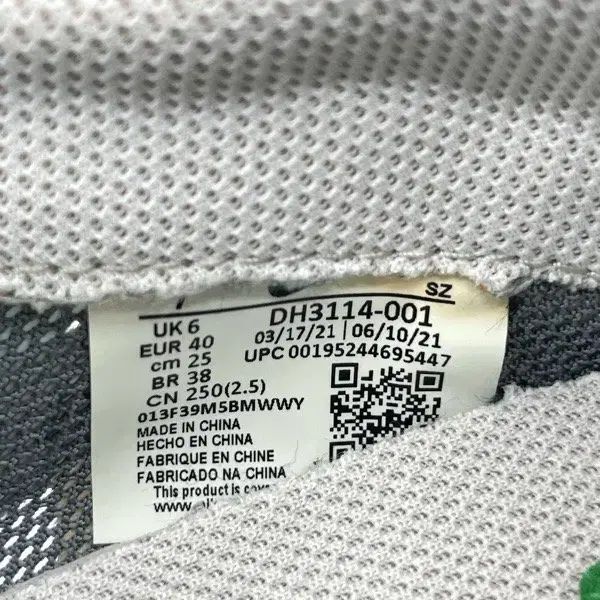 SZ
UK 6
EUR 40
cm 25
BR 38
CN 250(2.5)
DH3114-001
03/17/21 | 06/10/21
UPC 00195244695447
013F39M5BMWWY
MADE IN CHINA
HECHO EN CHINA
FABRIQUE EN CHINE
FABRICADO NA CHINA
This product is
www.